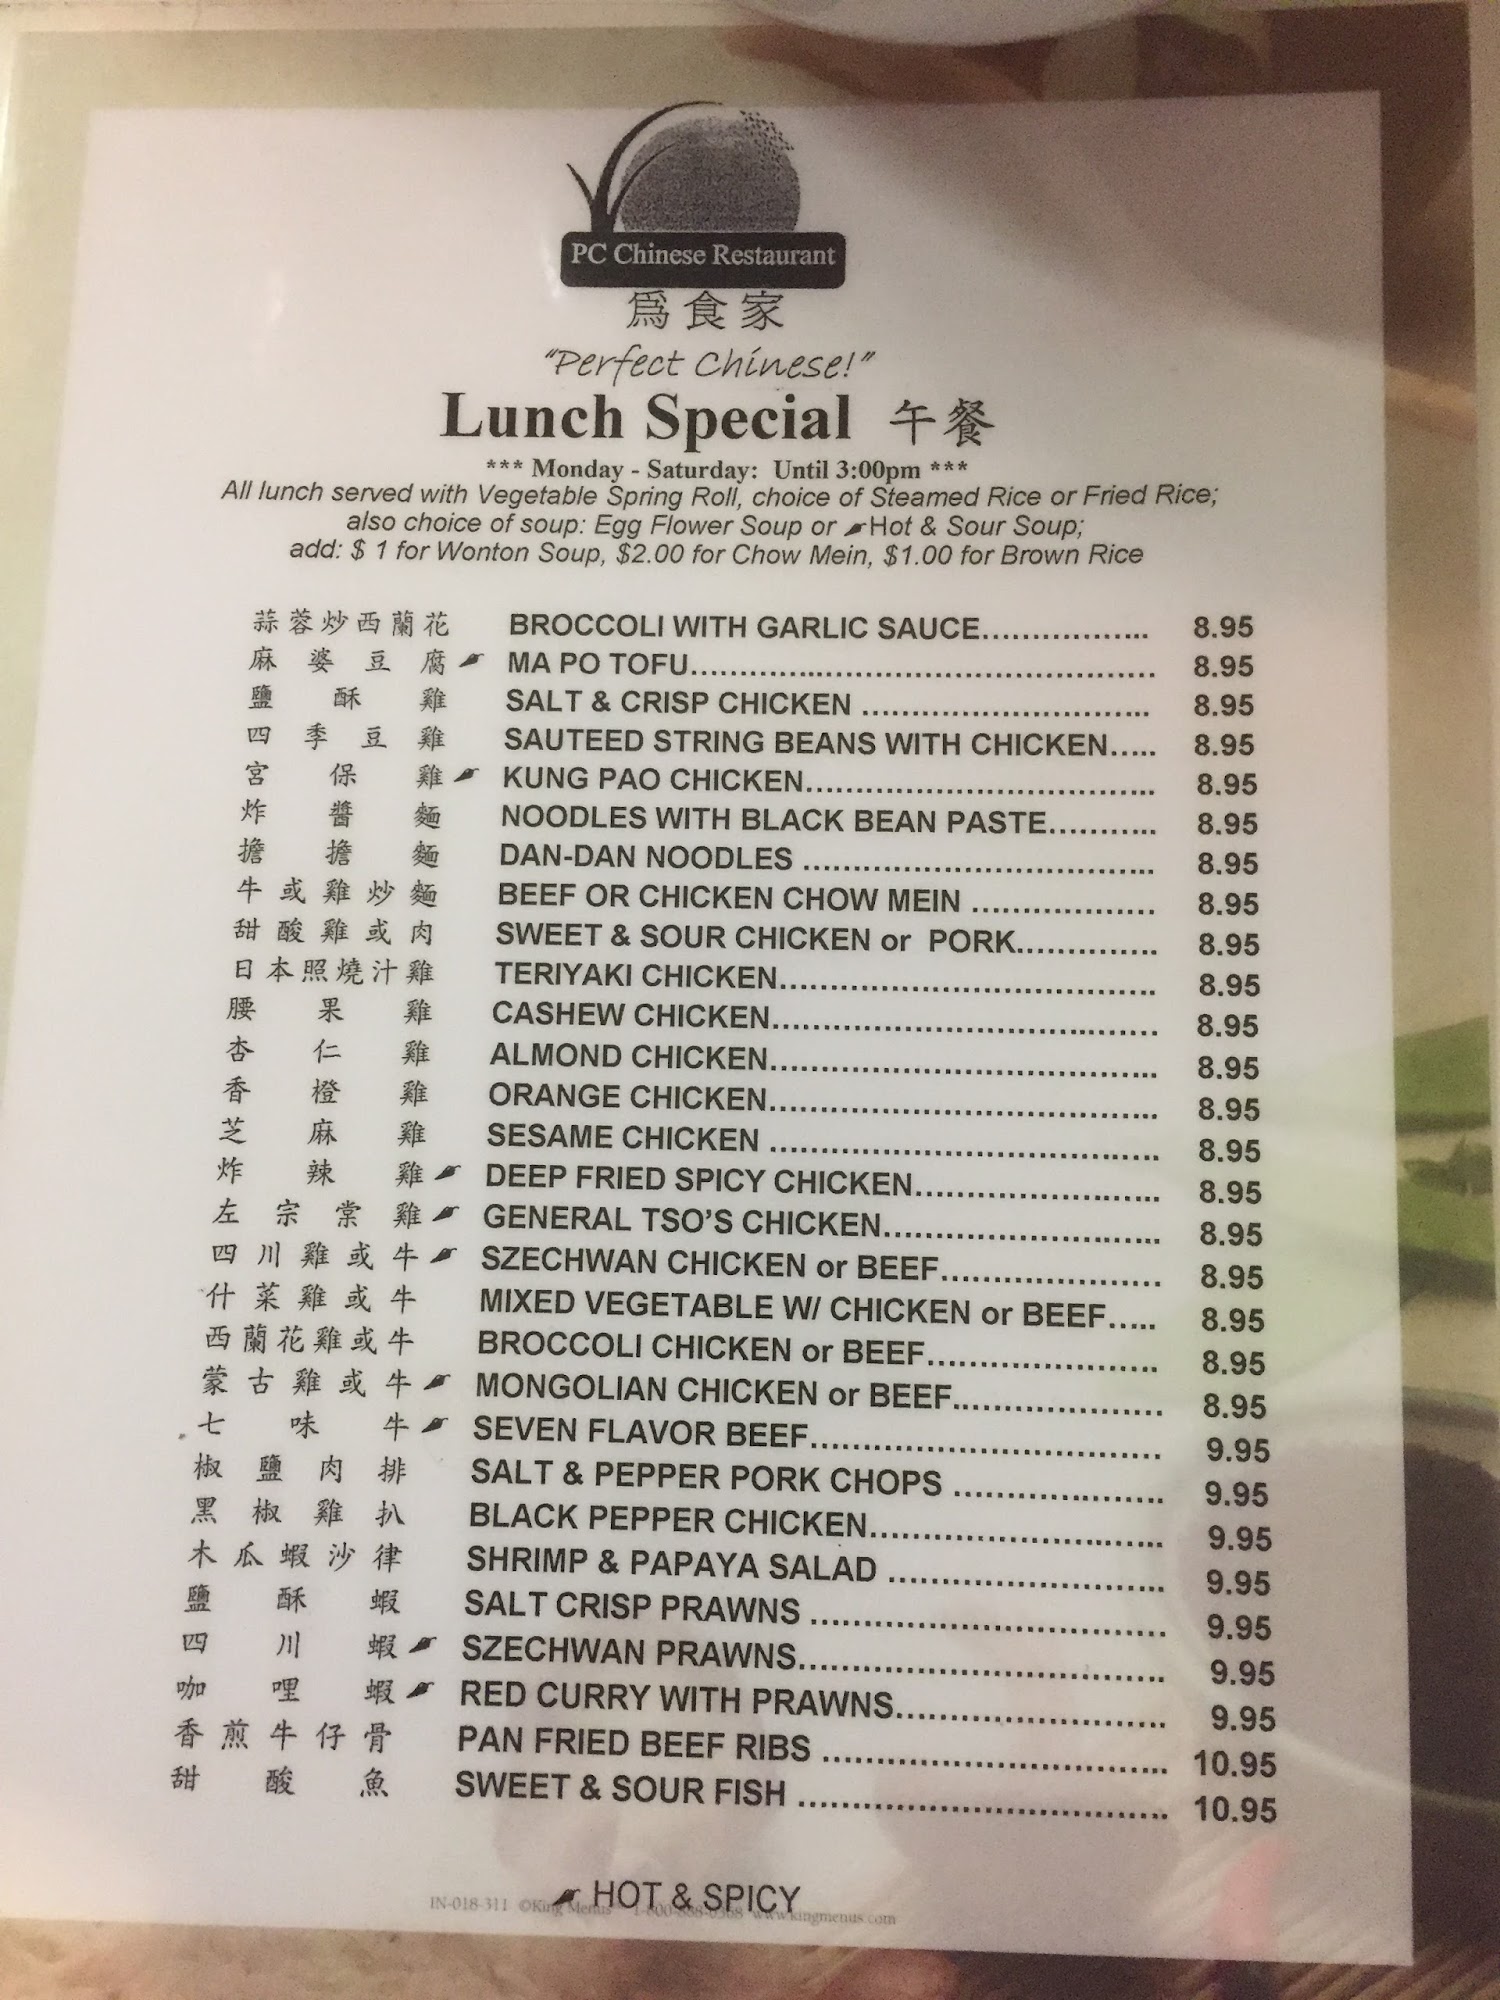 PC Chinese Restaurant
爲食家
"Perfect Chinese!"
Lunch Special 午餐
*** Monday - Saturday: Until 3:00pm ***
All lunch served with Vegetable Spring Roll, choice of Steamed Rice or Fried Rice;
also choice of soup: Egg Flower Soup or Hot & Sour Soup;
add: $ 1 for Wonton Soup, $2.00 for Chow Mein, $1.00 for Brown Rice
蒜蓉炒西蘭花 BROCCOLI WITH GARLIC SAUCE................. 8.95
麻婆豆腐 MA PO TOFU................................................ 8.95
鹽酥雞 SALT & CRISP CHICKEN .............................. 8.95
四季豆雞 SAUTEED STRING BEANS WITH CHICKEN..... 8.95
宮保雞 KUNG PAO CHICKEN.................................... 8.95
炸醬麵 NOODLES WITH BLACK BEAN PASTE........... 8.95
擔擔麵 DAN-DAN NOODLES .................................... 8.95
牛或雞炒麵 BEEF OR CHICKEN CHOW MEIN ................... 8.95
甜酸雞或肉 SWEET & SOUR CHICKEN or PORK............... 8.95
日本照燒汁雞 TERIYAKI CHICKEN....................................... 8.95
腰果雞 CASHEW CHICKEN........................................ 8.95
杏仁雞 ALMOND CHICKEN........................................ 8.95
香橙雞 ORANGE CHICKEN........................................ 8.95
芝麻雞 SESAME CHICKEN ........................................ 8.95
炸辣雞 DEEP FRIED SPICY CHICKEN......................... 8.95
左宗棠雞 GENERAL TSO'S CHICKEN............................ 8.95
四川雞或牛 SZECHWAN CHICKEN or BEEF...................... 8.95
什菜雞或牛 MIXED VEGETABLE W/ CHICKEN or BEEF..... 8.95
西蘭花雞或牛 BROCCOLI CHICKEN or BEEF....................... 8.95
蒙古雞或牛 MONGOLIAN CHICKEN or BEEF..................... 8.95
七味牛 SEVEN FLAVOR BEEF.................................... 9.95
椒鹽肉排 SALT & PEPPER PORK CHOPS ...................... 9.95
黑椒雞扒 BLACK PEPPER CHICKEN.............................. 9.95
木瓜蝦沙律 SHRIMP & PAPAYA SALAD ............................ 9.95
鹽酥蝦 SALT CRISP PRAWNS .................................... 9.95
四川蝦 SZECHWAN PRAWNS...................................... 9.95
咖哩蝦 RED CURRY WITH PRAWNS........................... 9.95
香煎牛仔骨 PAN FRIED BEEF RIBS ................................... 10.95
甜酸魚 SWEET & SOUR FISH ..................................... 10.95
HOT & SPICY
IN-018-311 ©King Menus www.kingmenus.com